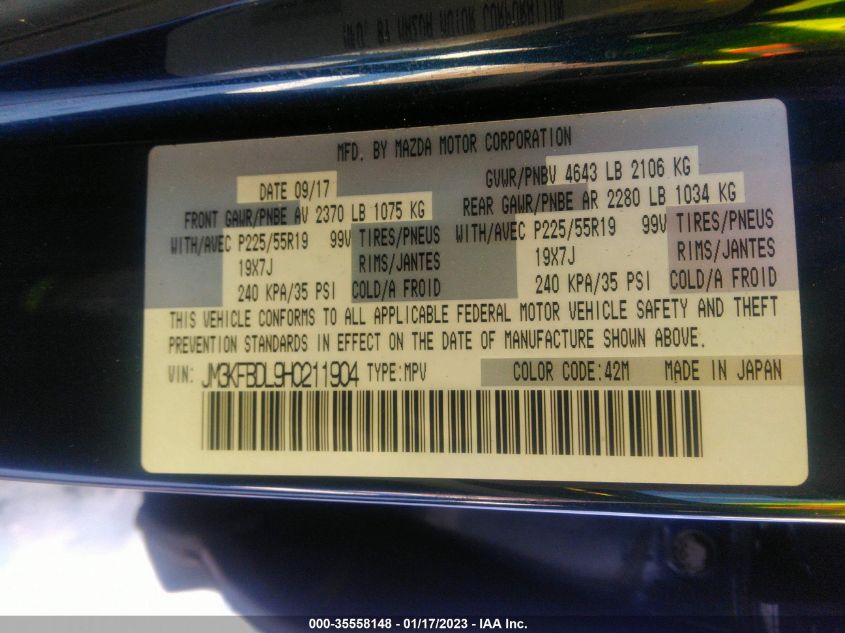 MFD. BY MAZDA MOTOR CORPORATION
DATE 09/17
GVWR/PNBV 4643 LB 2106 KG
FRONT GAWR/PNBE AV 2370 LB 1075 KG
REAR GAWR/PNBE AR 2280 LB 1034 KG
WITH/AVEC P225/55R19 99V TIRES/PNEUS
WITH/AVEC P225/55R19 99V TIRES/PNEUS
19X7J RIMS/JANTES
19X7J RIMS/JANTES
240 KPA/35 PSI COLD/A FROID
240 KPA/35 PSI COLD/A FROID
THIS VEHICLE CONFORMS TO ALL APPLICABLE FEDERAL MOTOR VEHICLE SAFETY AND THEFT
PREVENTION STANDARDS IN EFFECT ON THE DATE OF MANUFACTURE SHOWN ABOVE.
VIN: JM3KFBDL9H0211904 TYPE:MPV COLOR CODE:42M MADE IN JAPAN
000-35558148 - 01/17/2023 - IAA Inc.